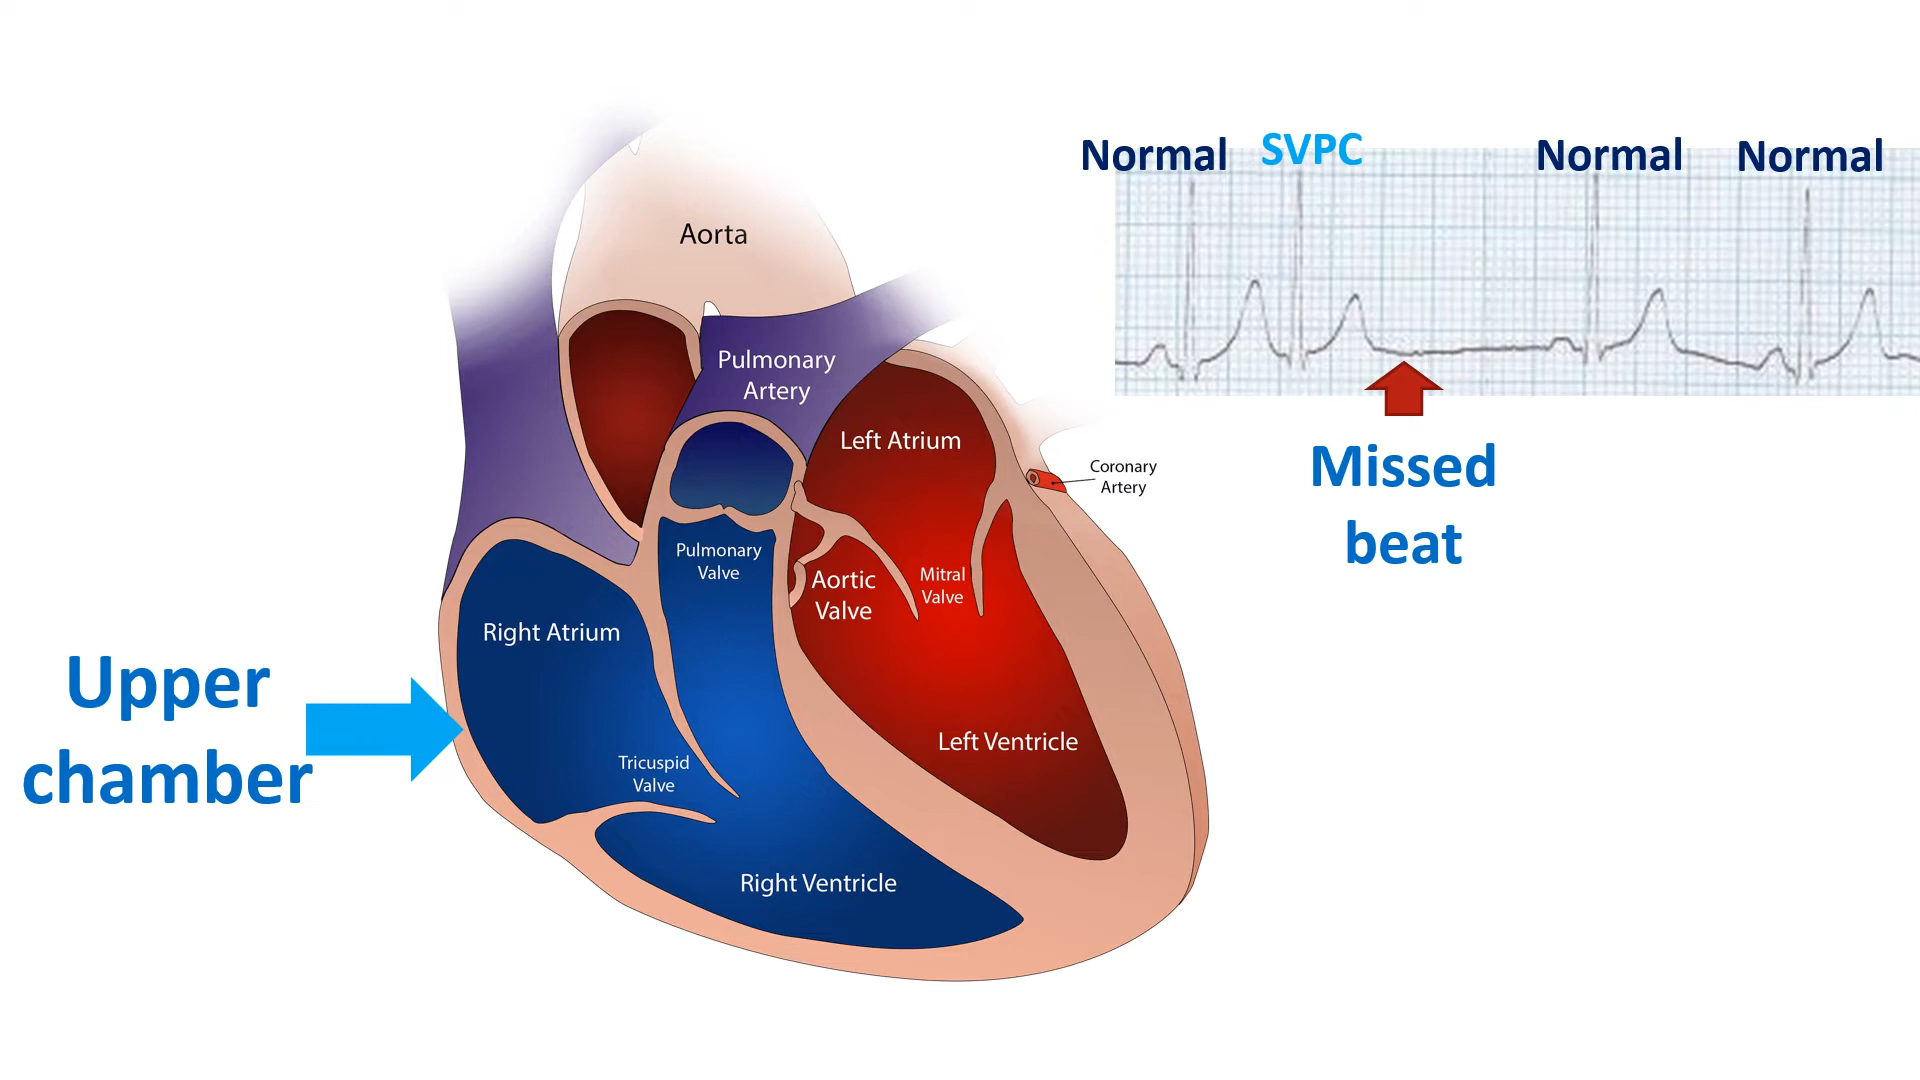 Normal SVPC Normal Normal
Aorta
Pulmonary
Artery
Left Atrium
Coronary
Artery
Missed
beat
Pulmonary
Valve
Aortic
Valve
Mitral
Valve
Right Atrium
Upper
chamber
Tricuspid
Valve
Left Ventricle
Right Ventricle